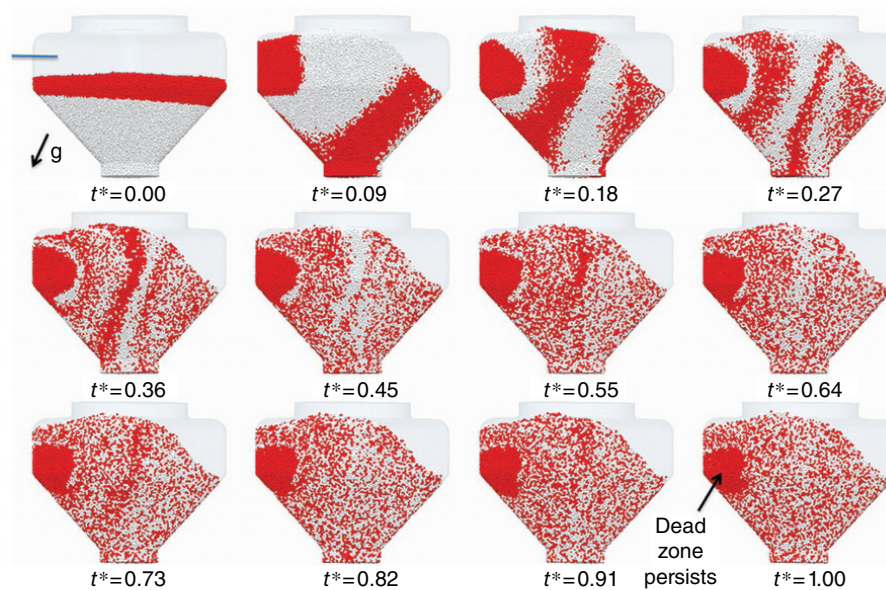 g
t*=0.00
t*=0.09
t*=0.18
t*=0.27
t*=0.36
t*=0.45
t*=0.55
t*=0.64
Dead
zone
persists
t*=0.73
t*=0.82
t*=0.91
t*=1.00